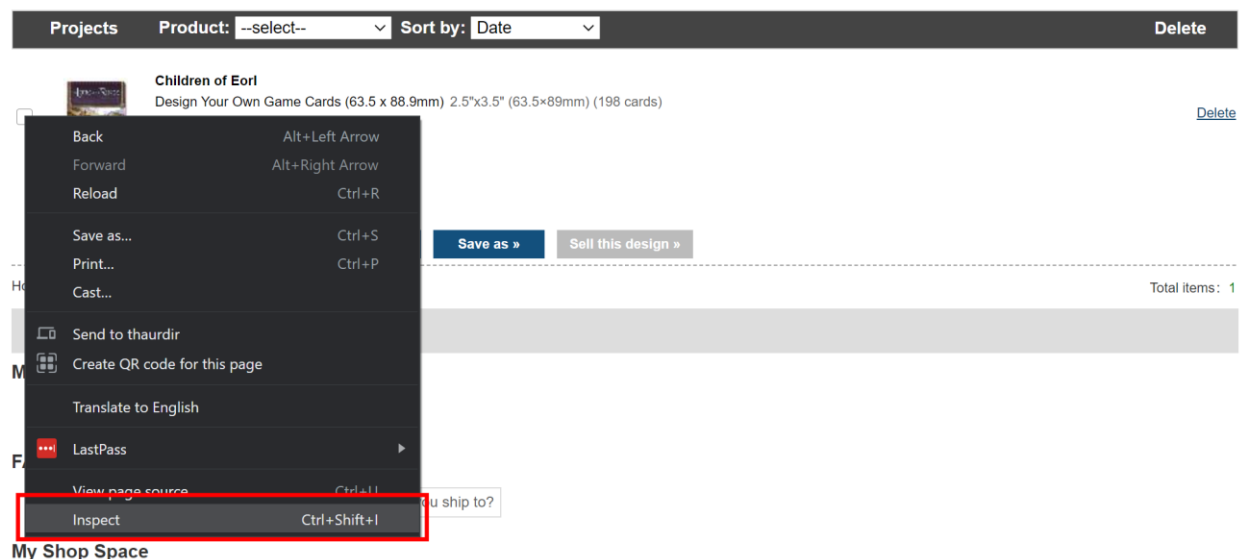 Projects Product: --select-- Sort by: Date Delete
Children of Eorl
Design Your Own Game Cards (63.5 x 88.9mm) 2.5"x3.5" (63.5×89mm) (198 cards)
Delete
Back Alt+Left Arrow
Forward Alt+Right Arrow
Reload Ctrl+R
Save as... Ctrl+S
Save as » Sell this design »
Print... Ctrl+P
Total items: 1
Cast...
Send to thaurdir
Create QR code for this page
Translate to English
LastPass
View page source Ctrl+U
ship to?
Inspect Ctrl+Shift+I
My Shop Space